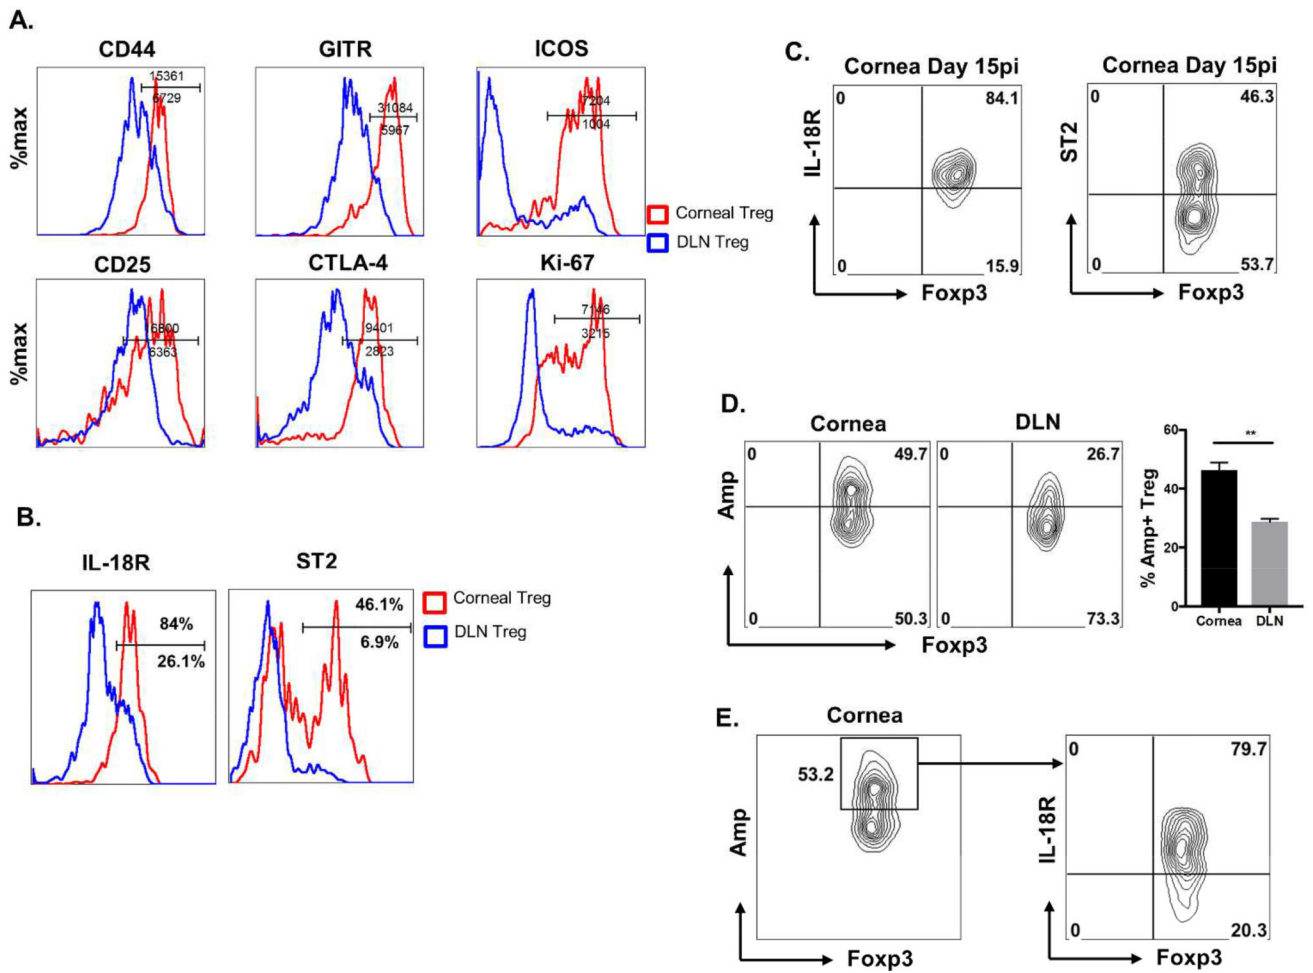 A.
CD44
GITR
ICOS
%max
15361
6729
31084
5967
7204
1004
Corneal Treg
DLN Treg
CD25
CTLA-4
Ki-67
%max
6363
9401
2823
7146
3215
B.
IL-18R
ST2
84%
26.1%
46.1%
6.9%
Corneal Treg
DLN Treg
C.
Cornea Day 15pi
IL-18R
0
84.1
0
15.9
Foxp3
Cornea Day 15pi
ST2
0
46.3
0
53.7
Foxp3
D.
Cornea
DLN
Amp
0
49.7
0
50.3
0
26.7
0
73.3
Foxp3
% Amp+ Treg
60
40
20
0
**
Cornea
DLN
E.
Cornea
53.2
Amp
Foxp3
IL-18R
0
79.7
0
20.3
Foxp3